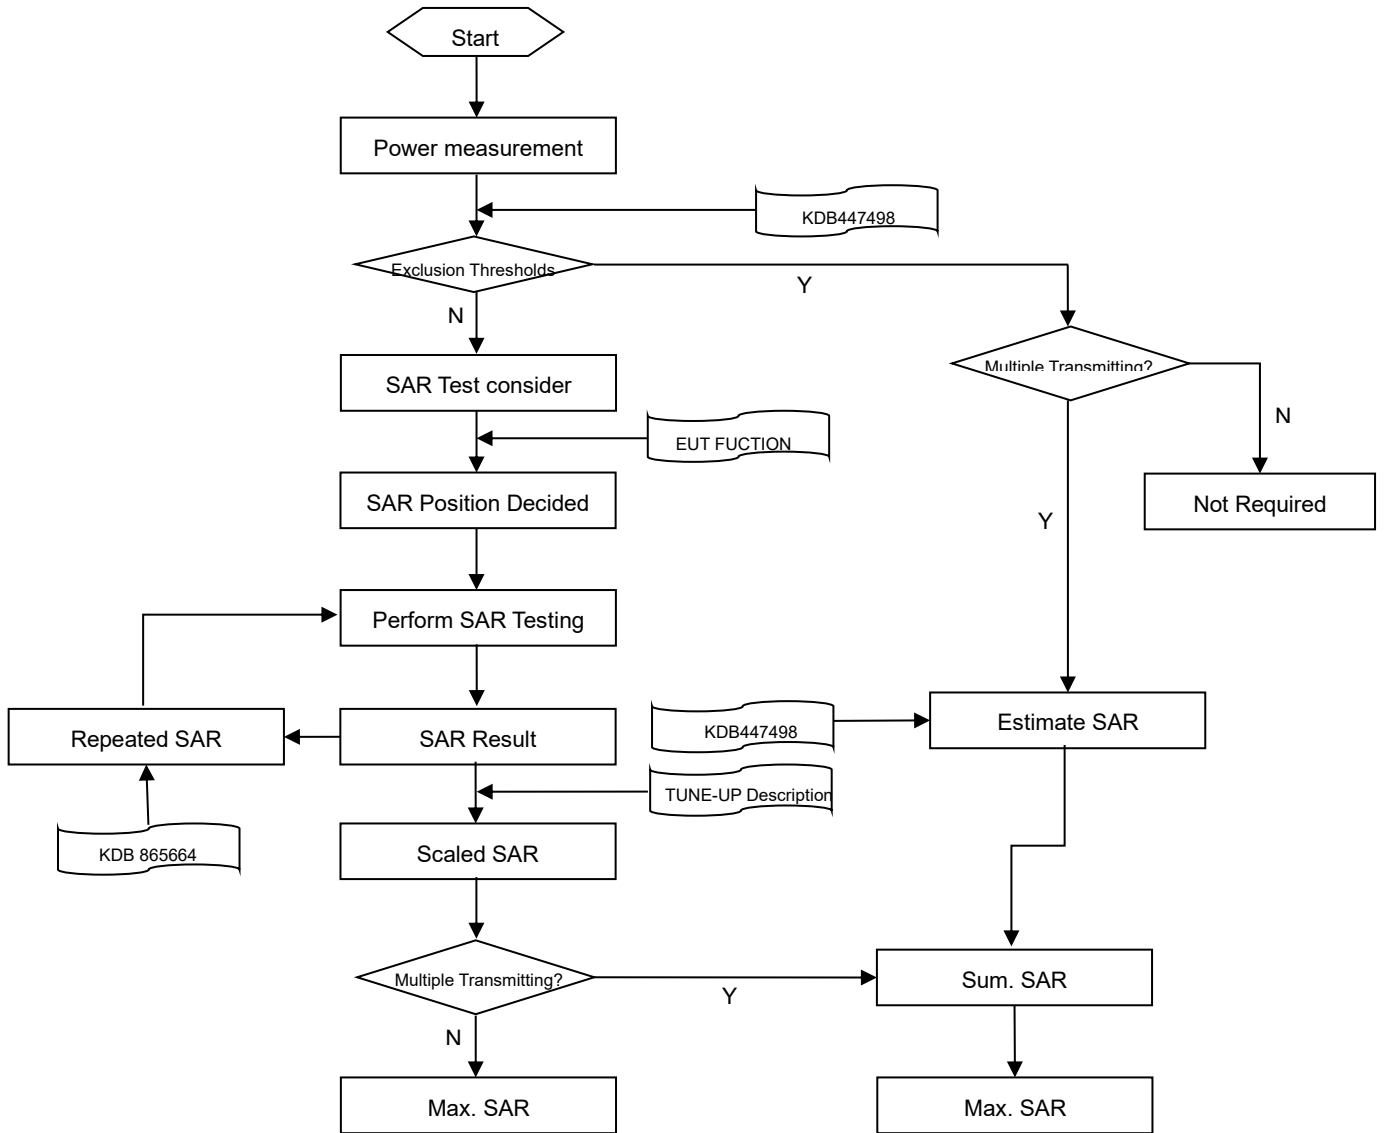 Start
Power measurement
KDB447498
Exclusion Thresholds
Y
N
Multiple Transmitting?
SAR Test consider
N
EUT FUCTION
SAR Position Decided
Not Required
Y
Perform SAR Testing
Repeated SAR
SAR Result
KDB447498
Estimate SAR
TUNE-UP Description
KDB 865664
Scaled SAR
Multiple Transmitting?
Y
Sum. SAR
N
Max. SAR
Max. SAR